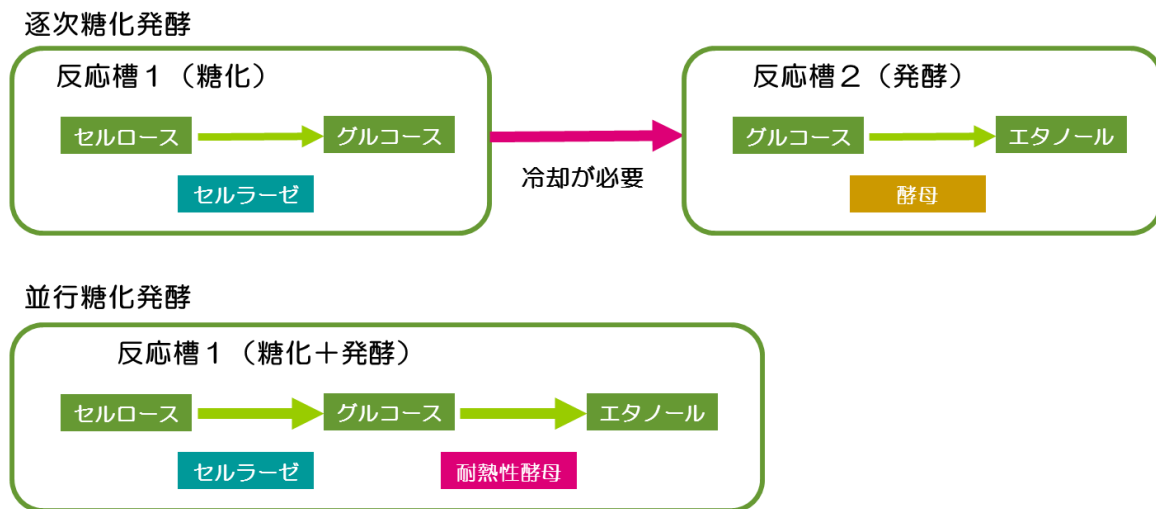 逐次糖化発酵
反応槽1（糖化）
セルロース
グルコース
セルラーゼ
冷却が必要
反応槽2（発酵）
グルコース
エタノール
酵母
並行糖化発酵
反応槽1（糖化＋発酵）
セルロース
グルコース
エタノール
セルラーゼ
耐熱性酵母